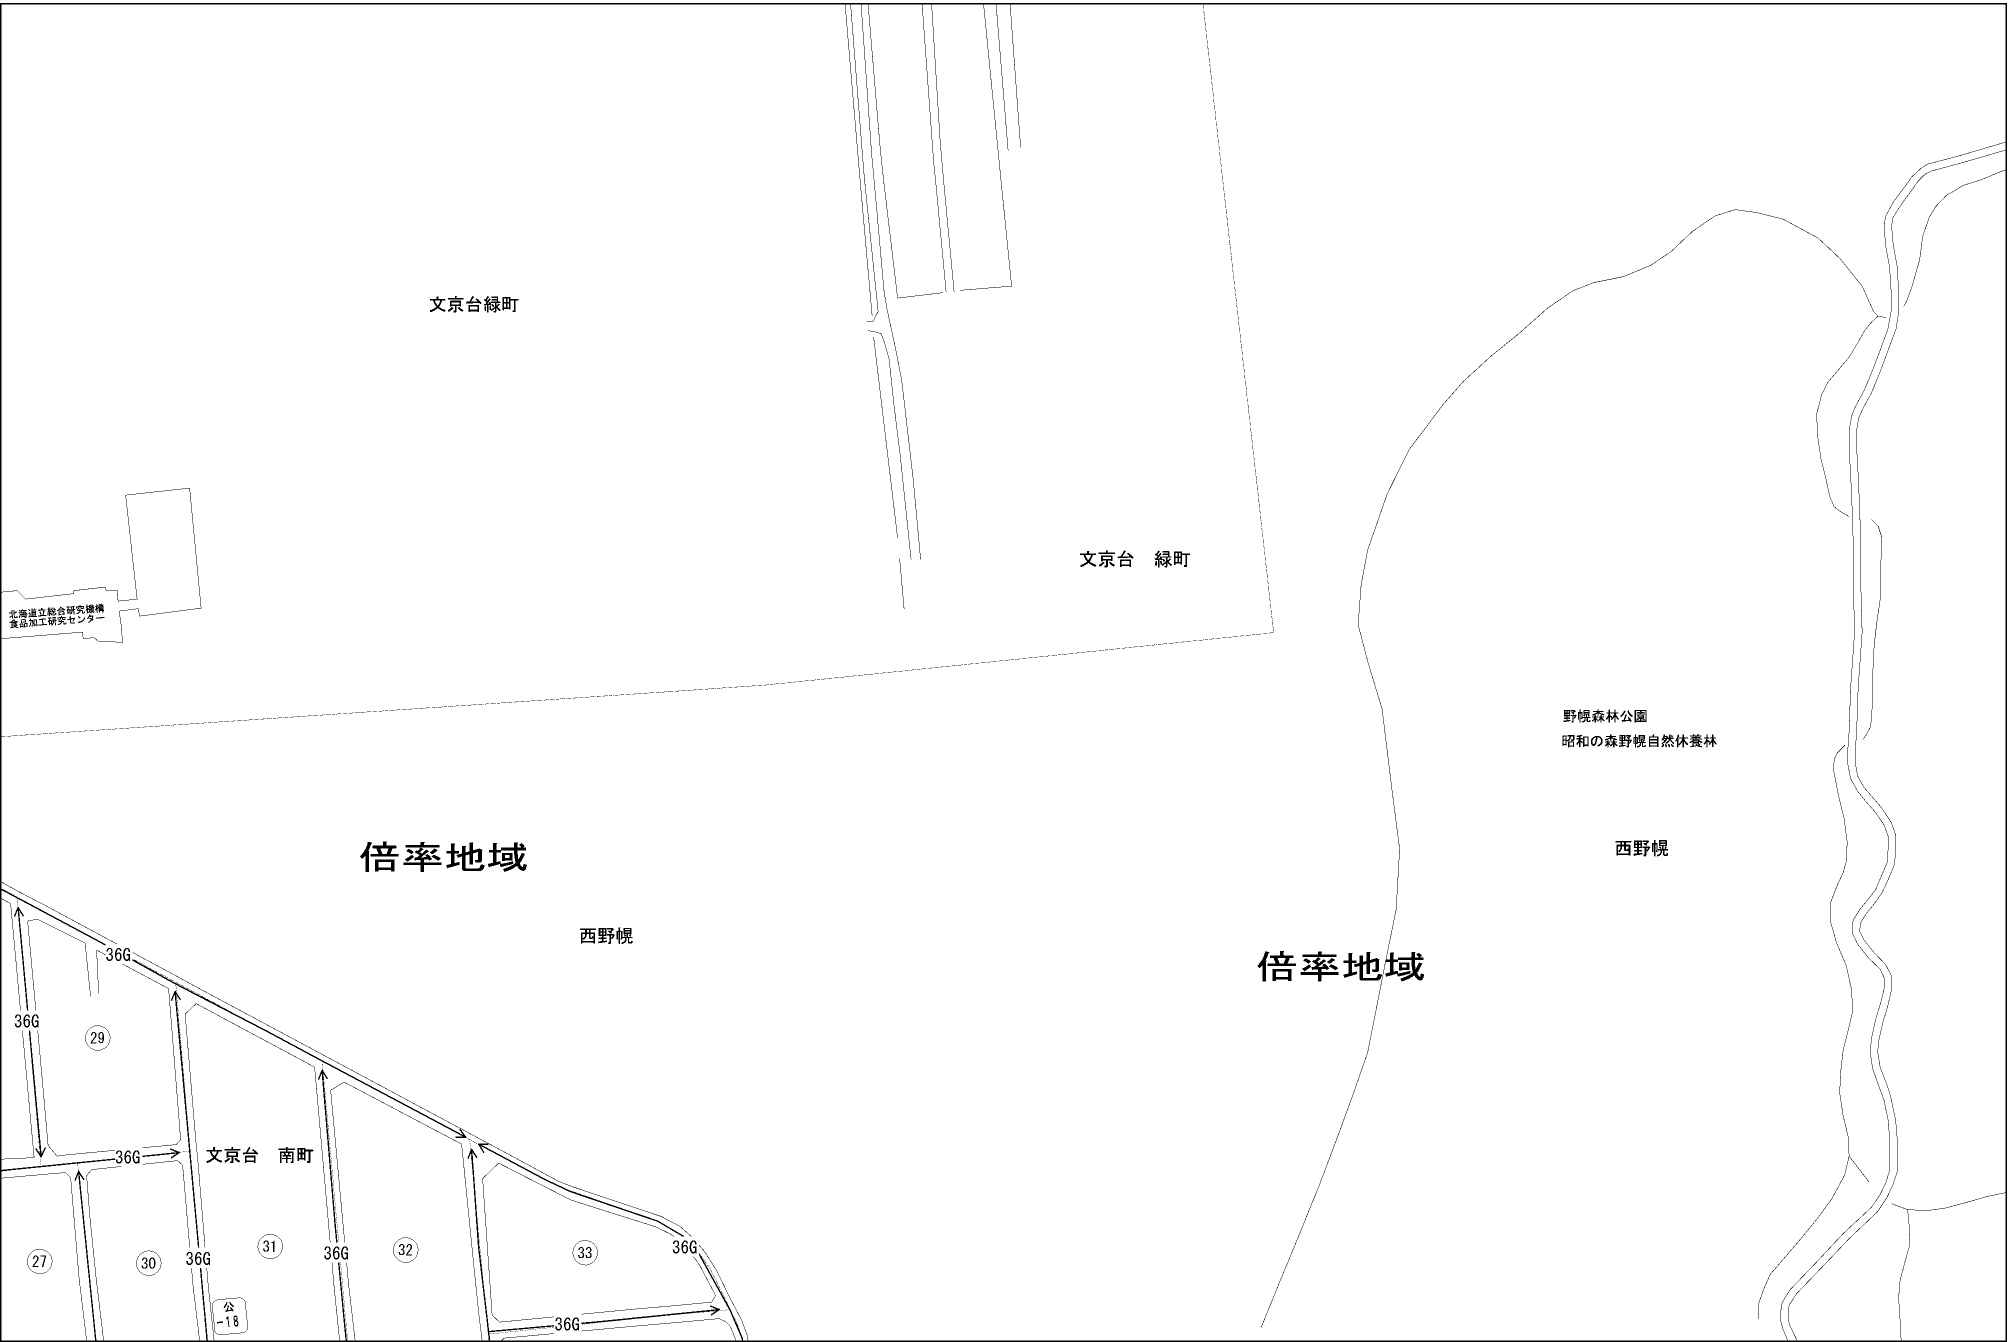 文京台緑町
文京台　緑町
北海道立総合研究機構
食品加工研究センター
野幌森林公園
昭和の森野幌自然休養林
西野幌
倍率地域
西野幌
倍率地域
36G
36G
29
36G
文京台　南町
27
30
36G
31
36G
32
33
36G
公
-18
36G